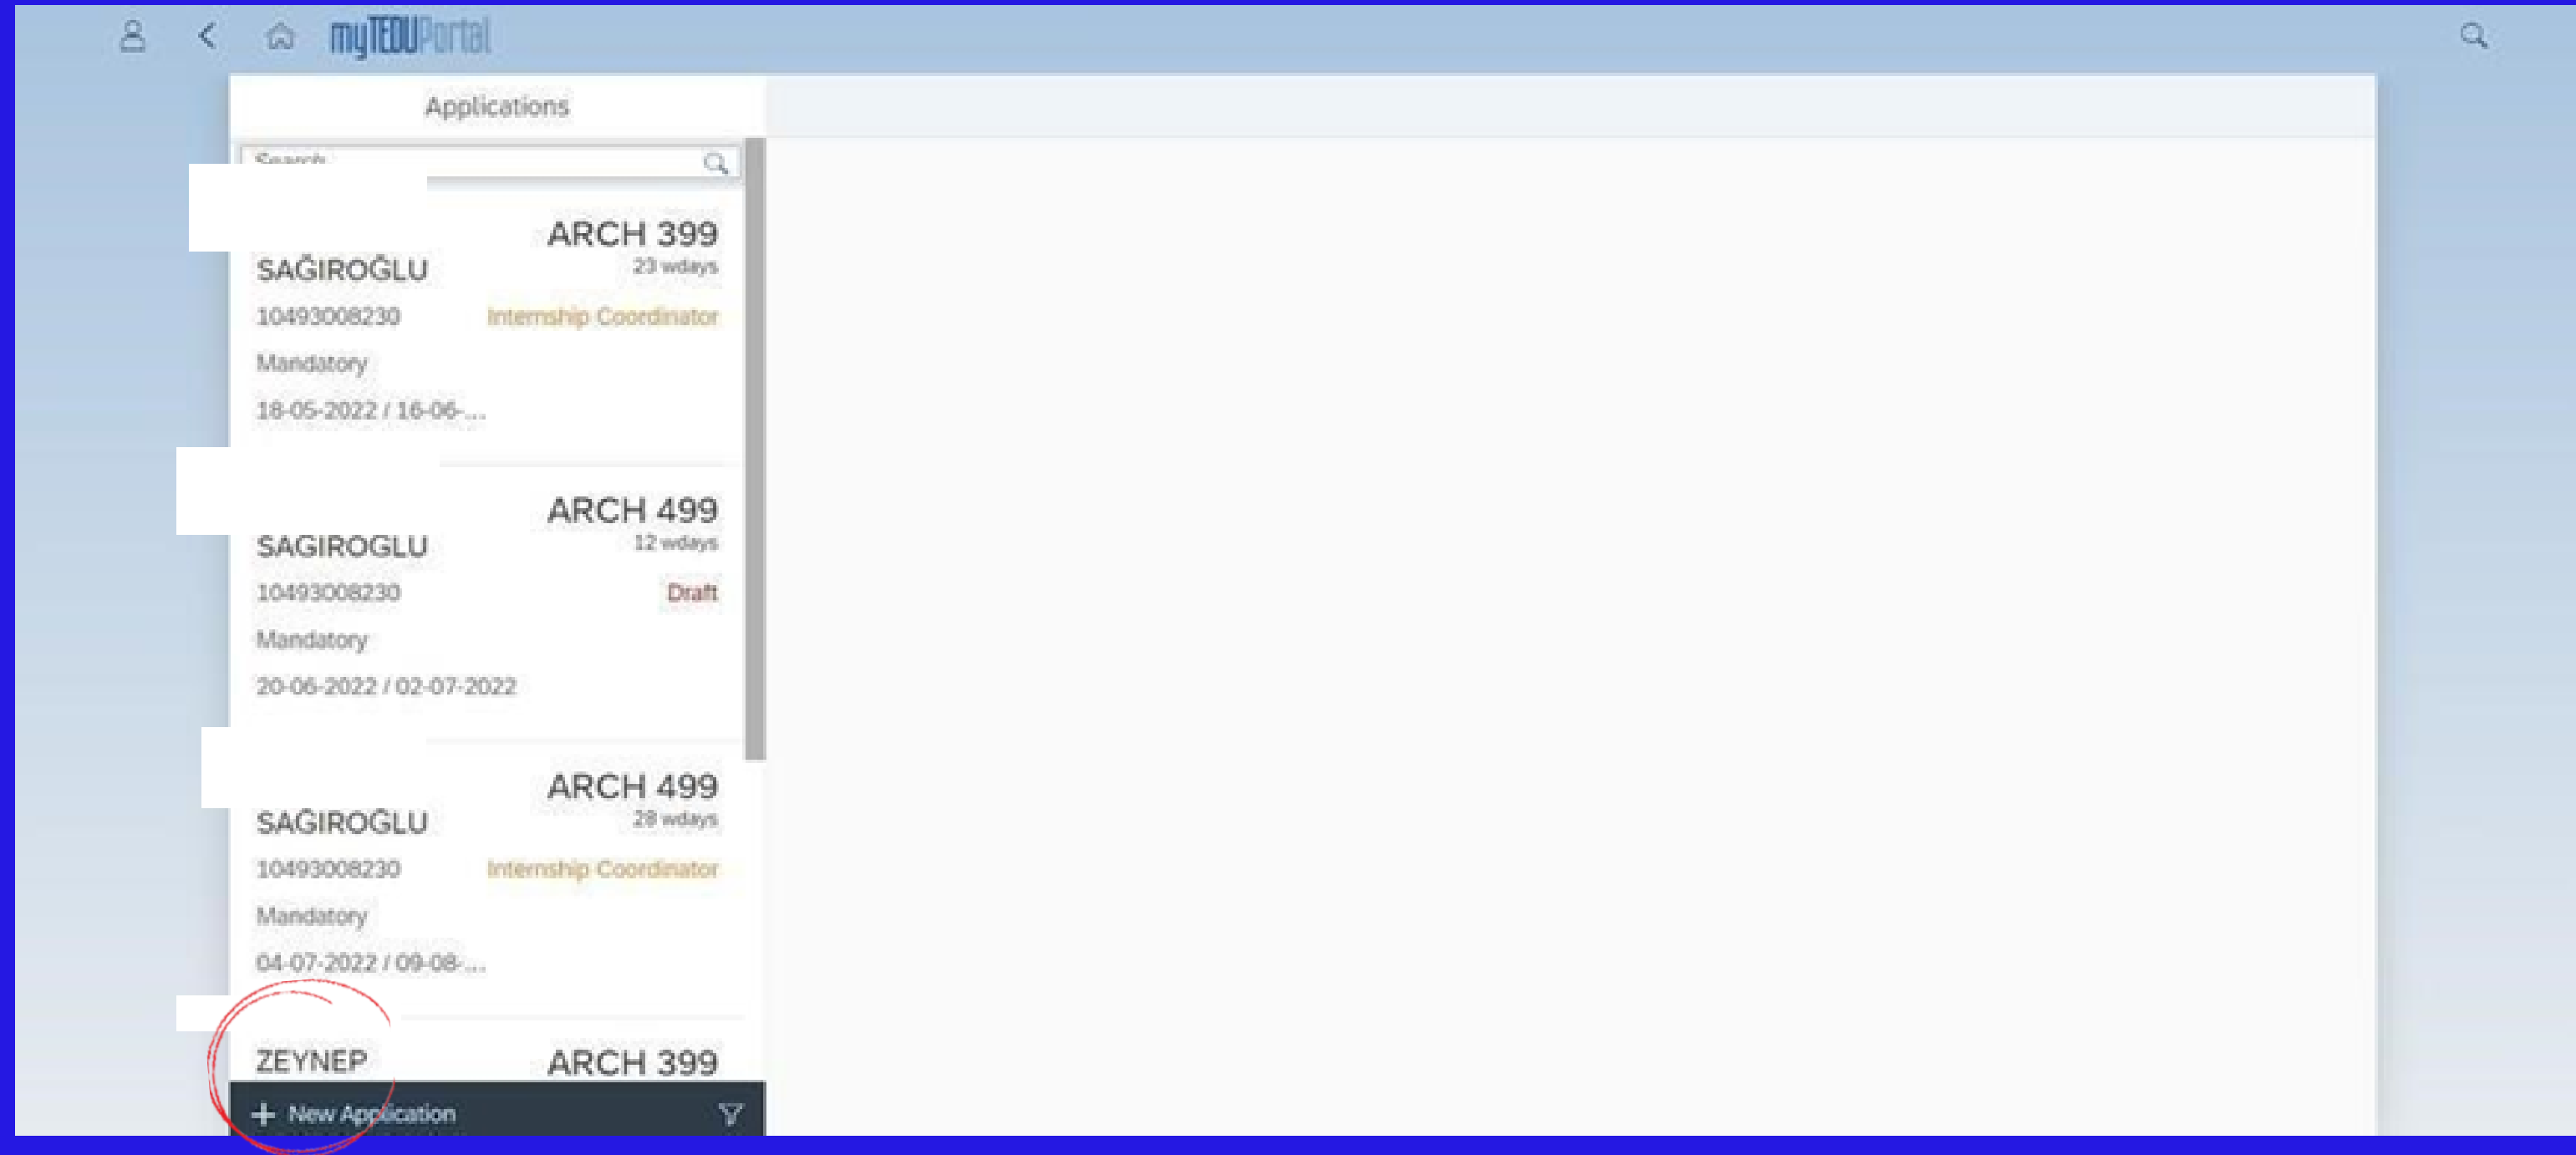 myTEDUPortal
Applications
Search
ARCH 399
SAĞIROĞLU
23 wdays
10493008230
Internship Coordinator
Mandatory
18-05-2022 / 16-06-...
ARCH 499
SAĞIROĞLU
12 wdays
10493008230
Draft
Mandatory
20-06-2022 / 02-07-2022
ARCH 499
SAĞIROĞLU
28 wdays
10493008230
Internship Coordinator
Mandatory
04-07-2022 / 09-08-...
ZEYNEP
ARCH 399
+ New Application